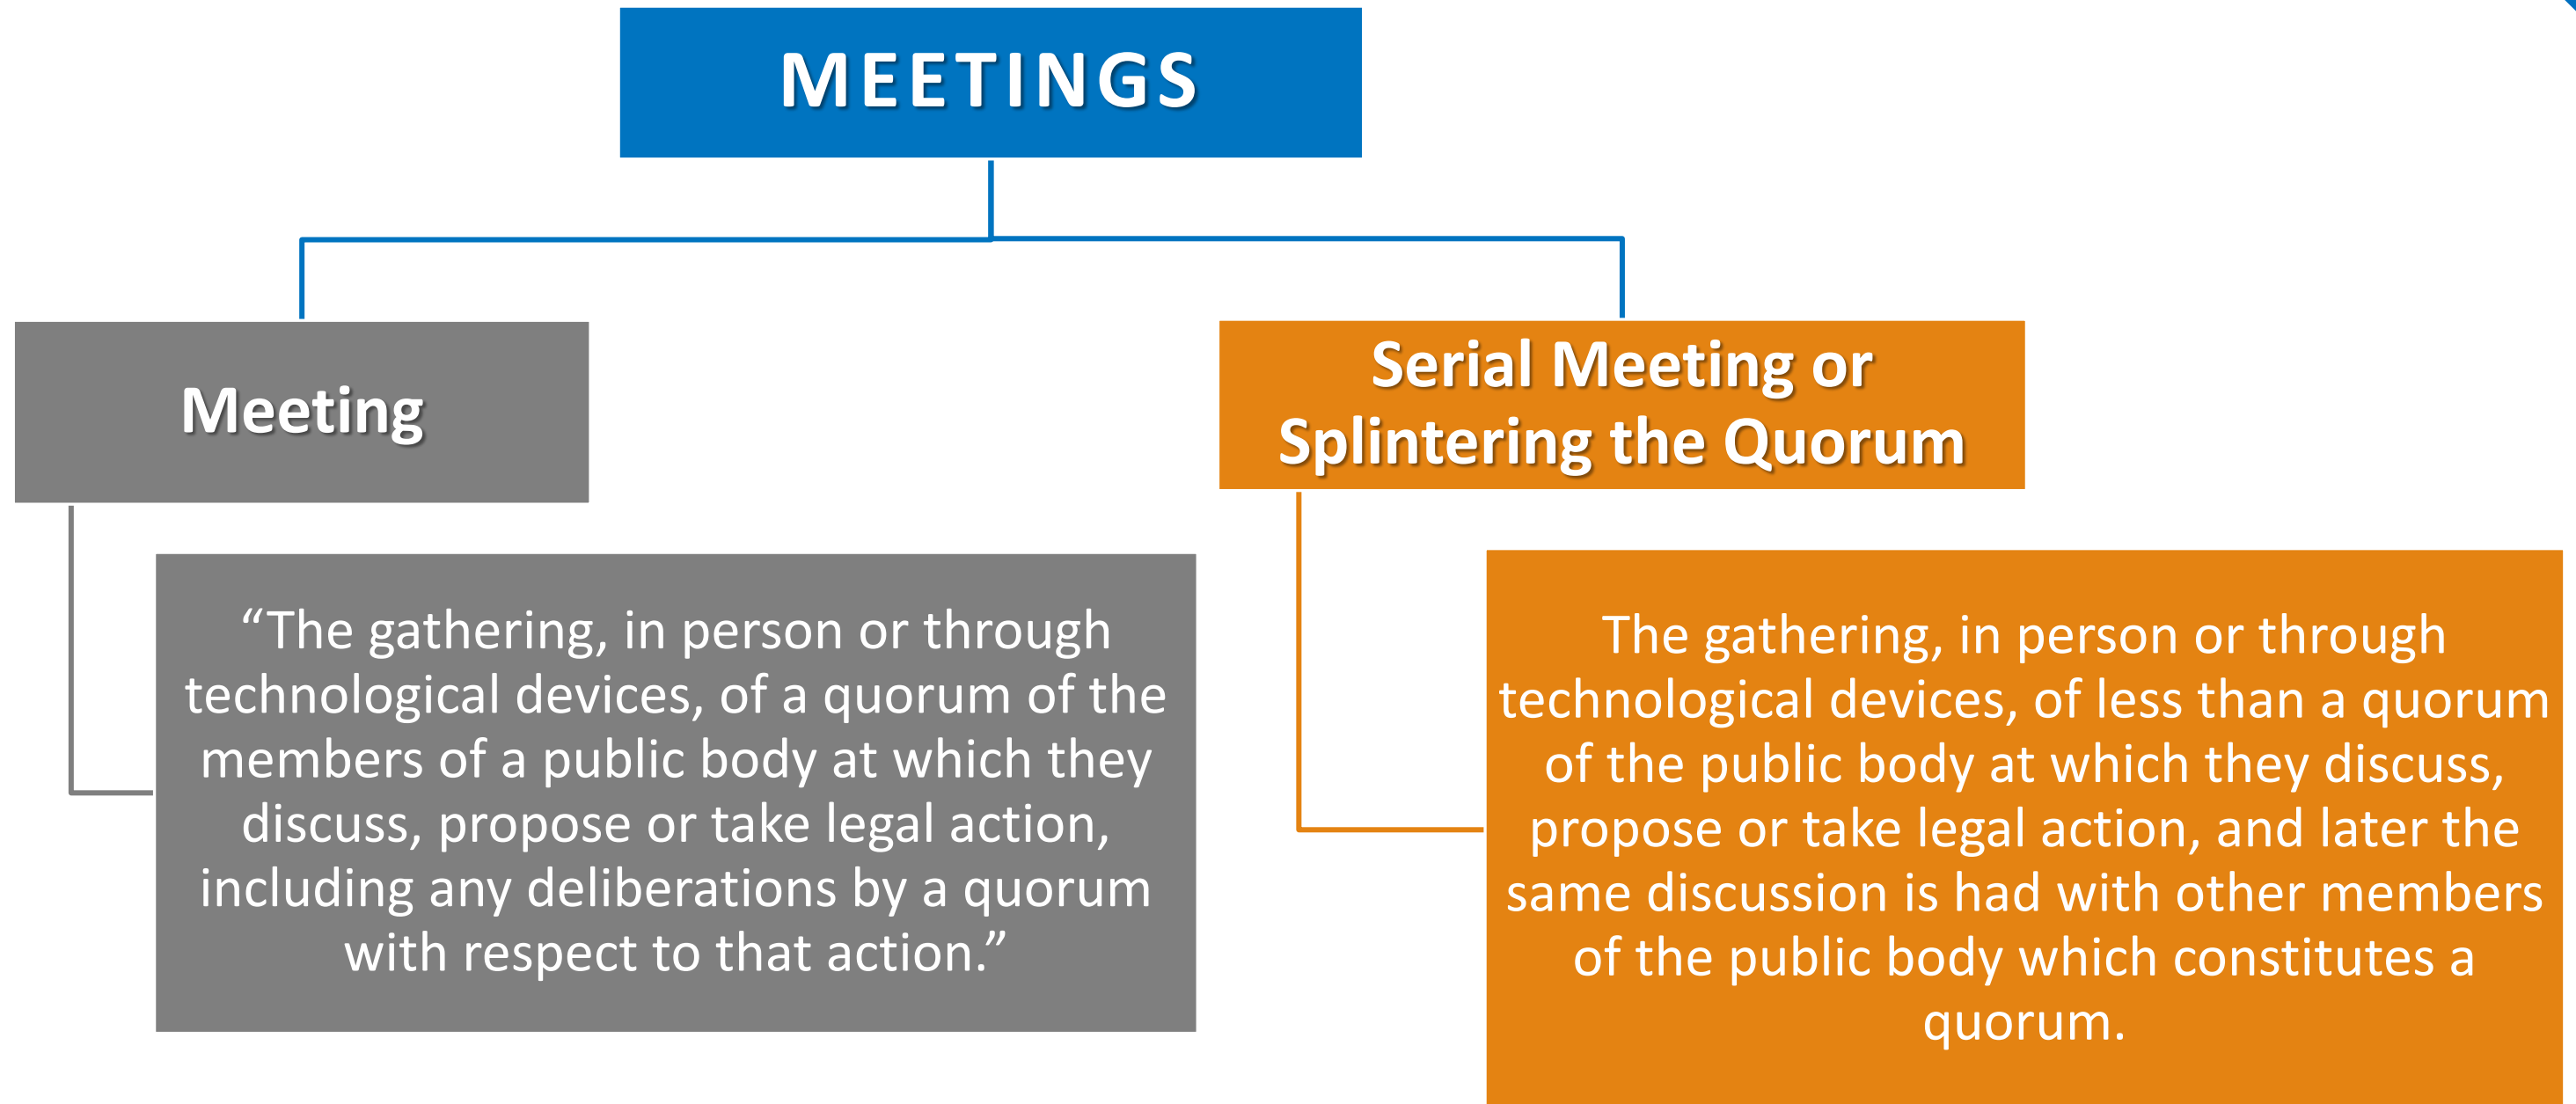 MEETINGS
Meeting
“The gathering, in person or through
technological devices, of a quorum of the
members of a public body at which they
discuss, propose or take legal action,
including any deliberations by a quorum
with respect to that action.”
Serial Meeting or
Splintering the Quorum
The gathering, in person or through
technological devices, of less than a quorum
of the public body at which they discuss,
propose or take legal action, and later the
same discussion is had with other members
of the public body which constitutes a
quorum.